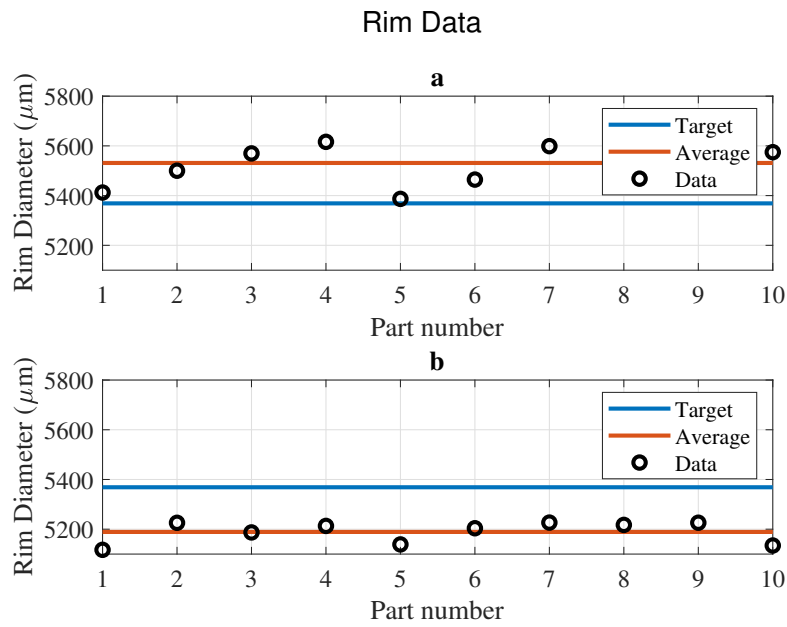 Rim Data
a
Rim Diameter (μm)
5800
5600
5400
5200
Target
Average
Data
1 2 3 4 5 6 7 8 9 10
Part number
b
Rim Diameter (μm)
5800
5600
5400
5200
Target
Average
Data
1 2 3 4 5 6 7 8 9 10
Part number